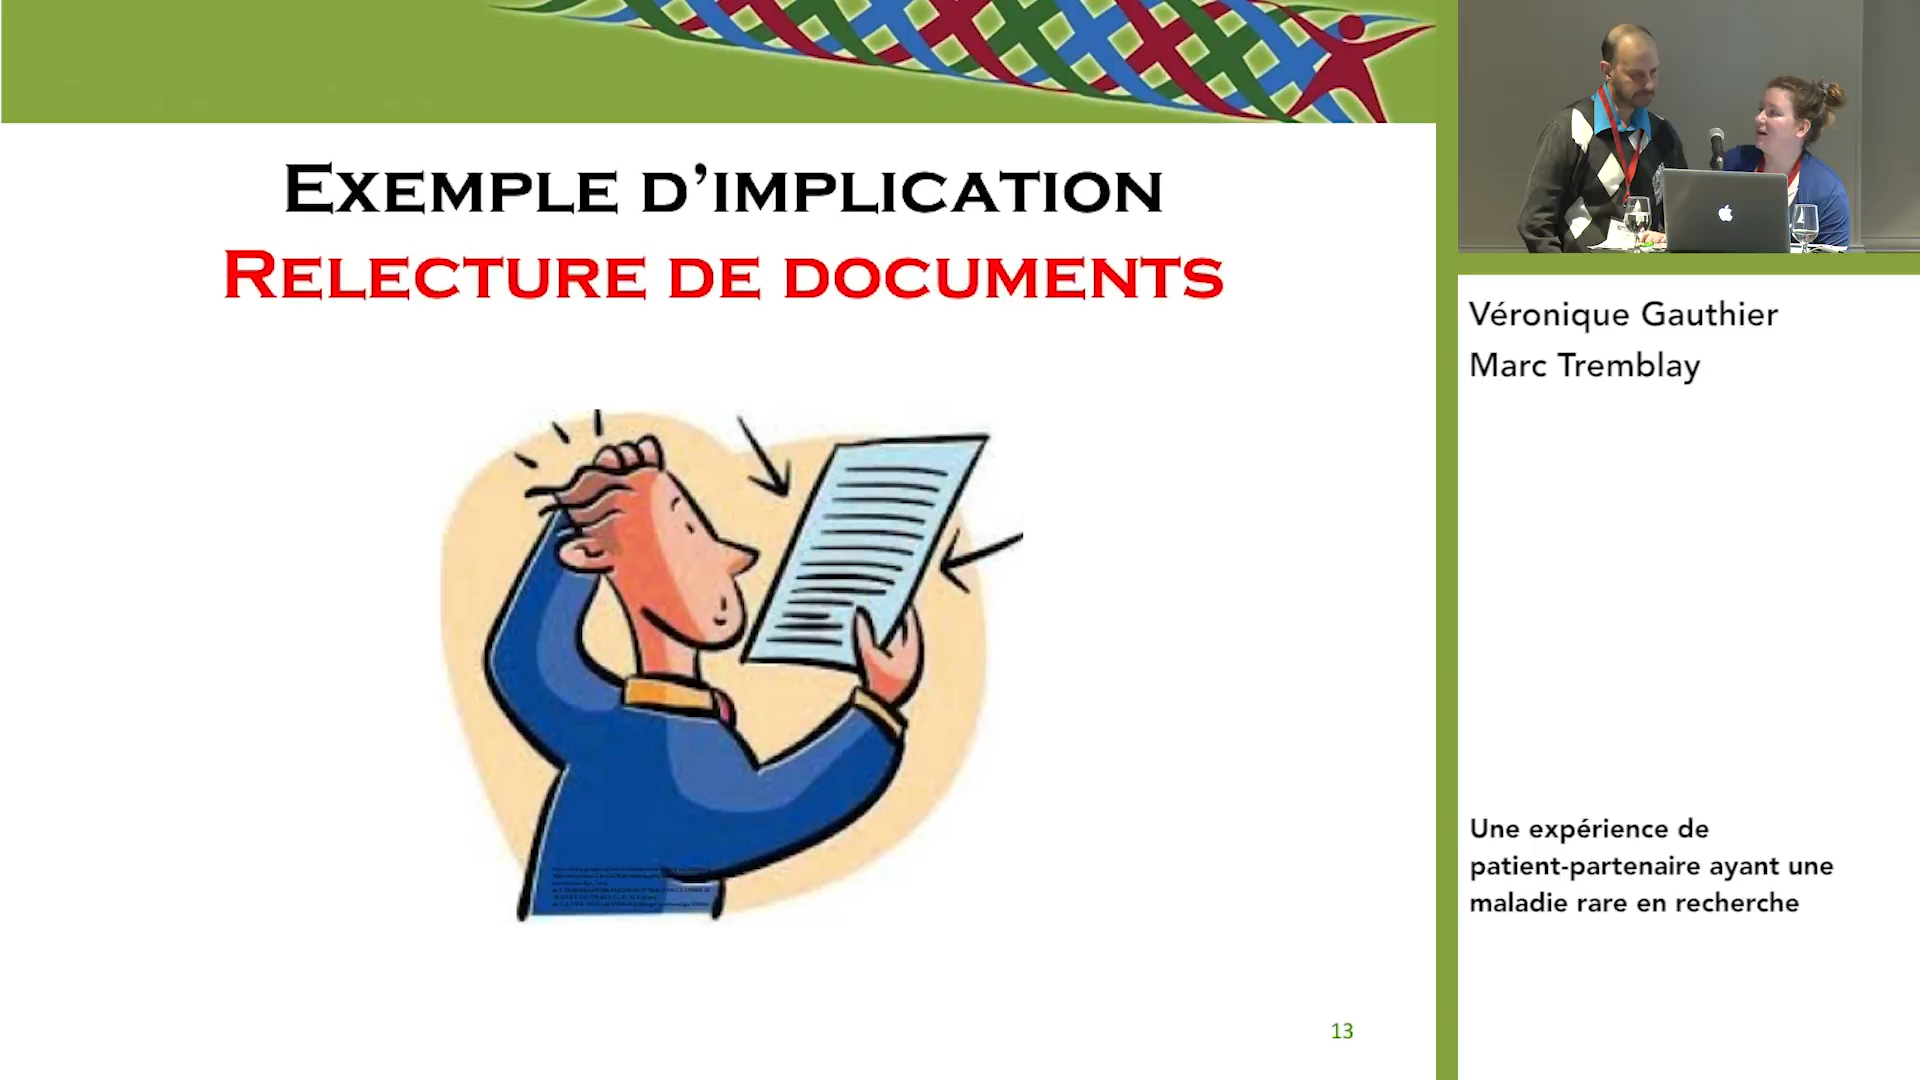 EXEMPLE D'IMPLICATION
RELECTURE DE DOCUMENTS
13
Véronique Gauthier
Marc Tremblay
Une expérience de
patient-partenaire ayant une
maladie rare en recherche